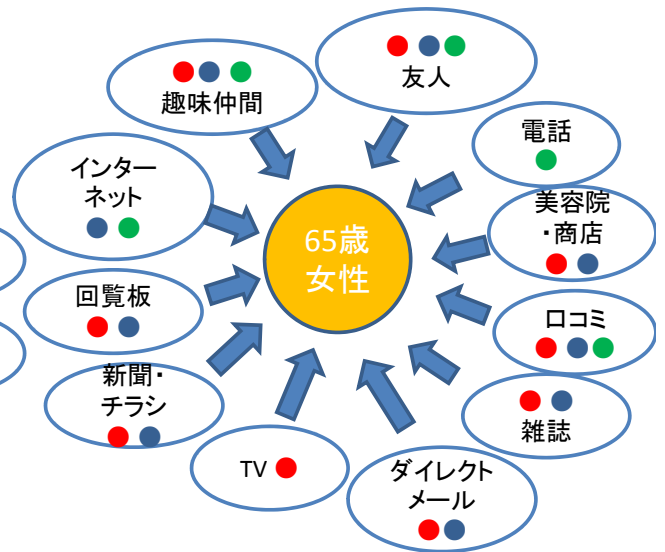 友人
趣味仲間
電話
インター
ネット
美容院
・商店
65歳
女性
回覧板
口コミ
新聞・
チラシ
雑誌
TV
ダイレクト
メール